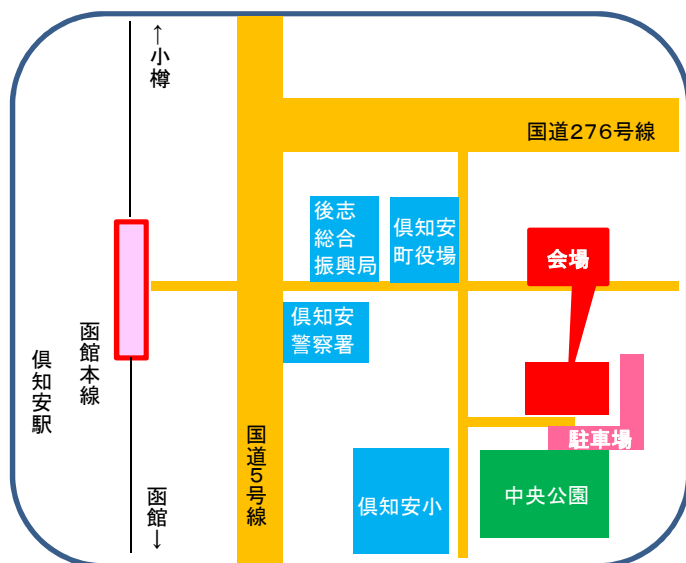 ↑小樽
国道276号線
後志
総合
振興局
倶知安
町役場
会場
倶知安
警察署
函館本線
倶知安駅
国道5号線
駐車場
倶知安小
中央公園
函館↓